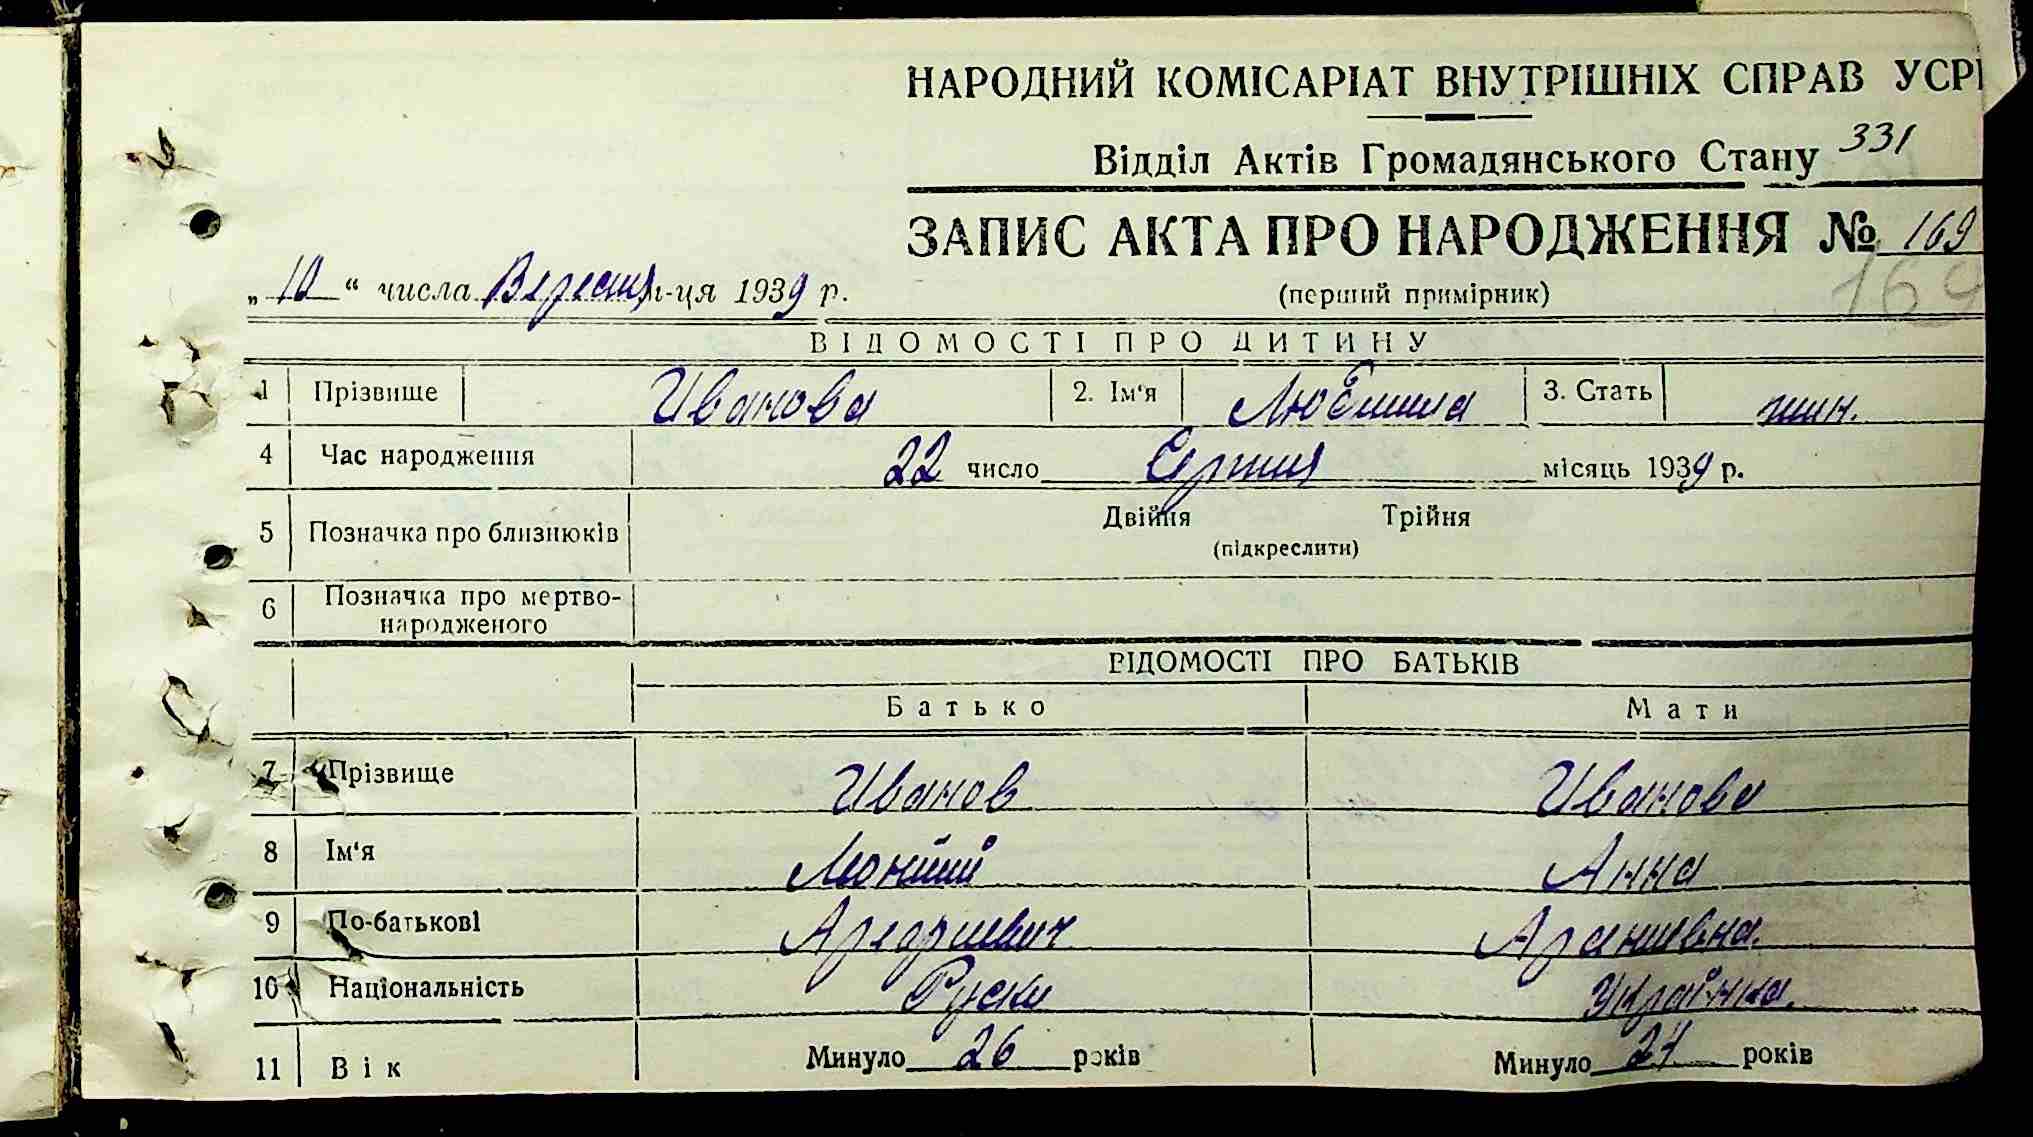 НАРОДНИЙ КОМІСАРІАТ ВНУТРІШНІХ СПРАВ УСР
Відділ Актів Громадянського Стану 331
ЗАПИС АКТА ПРО НАРОДЖЕННЯ № 169
„10“ числа Вересня м-ця 1939 р. (перший примірник) 169
ВІДОМОСТІ ПРО ДИТИНУ
1 Прізвище Иванова 2. Ім'я 3. Стать жин.
4 Час народження 22 число Серпня місяць 1939 р.
5 Позначка про близнюків Двійня Трійня
(підкреслити)
6 Позначка про мертво-
народженого
ВІДОМОСТІ ПРО БАТЬКІВ
Батько Мати
7 Прізвище Иванов Иванова
8 Ім'я Анна
9 По-батькові
10 Національність Руски Українка.
11 Вік Минуло 26 років Минуло років